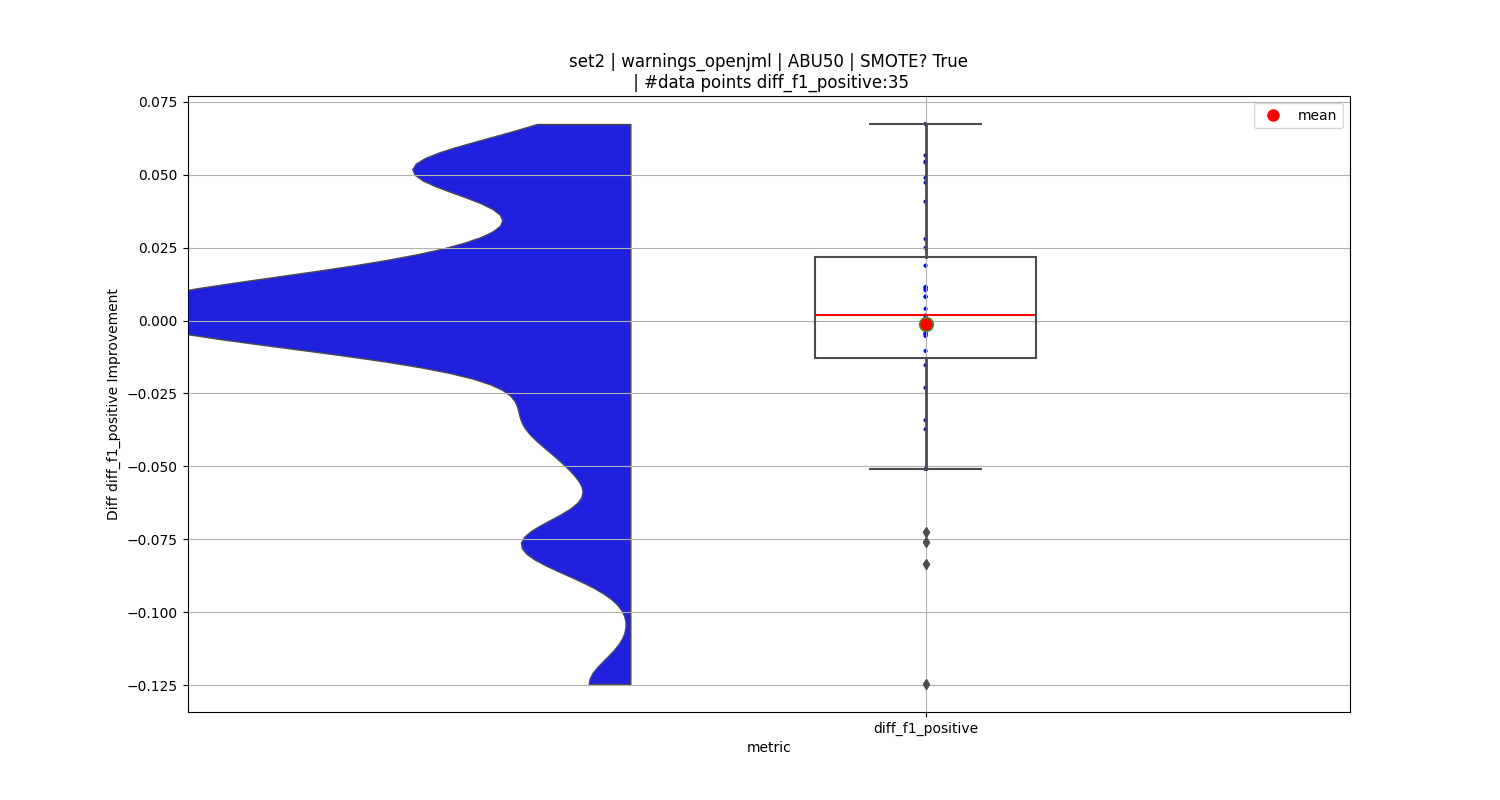 set2 | warnings_openjml | ABU50 | SMOTE? True
| #data points diff_f1_positive:35
mean
0.075
0.050
0.025
0.000
−0.025
−0.050
−0.075
−0.100
−0.125
Diff diff_f1_positive Improvement
diff_f1_positive
metric